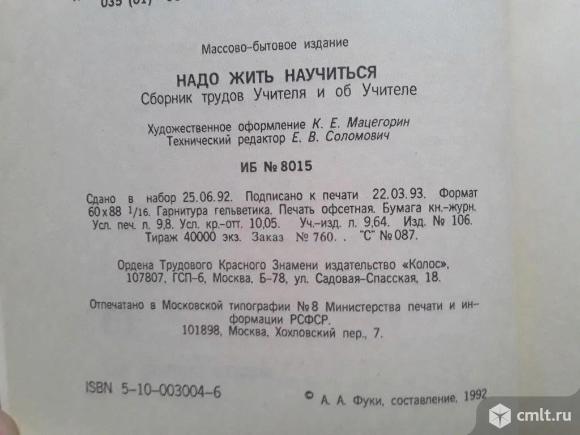 035 (01)
Массово-бытовое издание
НАДО ЖИТЬ НАУЧИТЬСЯ
Сборник трудов Учителя и об Учителе
Художественное оформление К. Е. Мацегорин
Технический редактор Е. В. Соломович
ИБ № 8015
Сдано в набор 25.06.92. Подписано к печати 22.03.93. Формат
60×88 1/16. Гарнитура гельветика. Печать офсетная. Бумага кн.-журн.
Усл. печ. л. 9,8. Усл. кр.-отт. 10,05. Уч.-изд. л. 9,64. Изд. № 106.
Тираж 40000 экз. Заказ № 760. . "С" № 087.
Ордена Трудового Красного Знамени издательство «Колос»,
107807, ГСП-6, Москва, Б-78, ул. Садовая-Спасская, 18.
Отпечатано в Московской типографии № 8 Министерства печати и ин-
формации РСФСР.
101898, Москва, Хохловский пер., 7.
ISBN 5-10-003004-6
© А. А. Фуки, составление, 1992
cmlt.ru